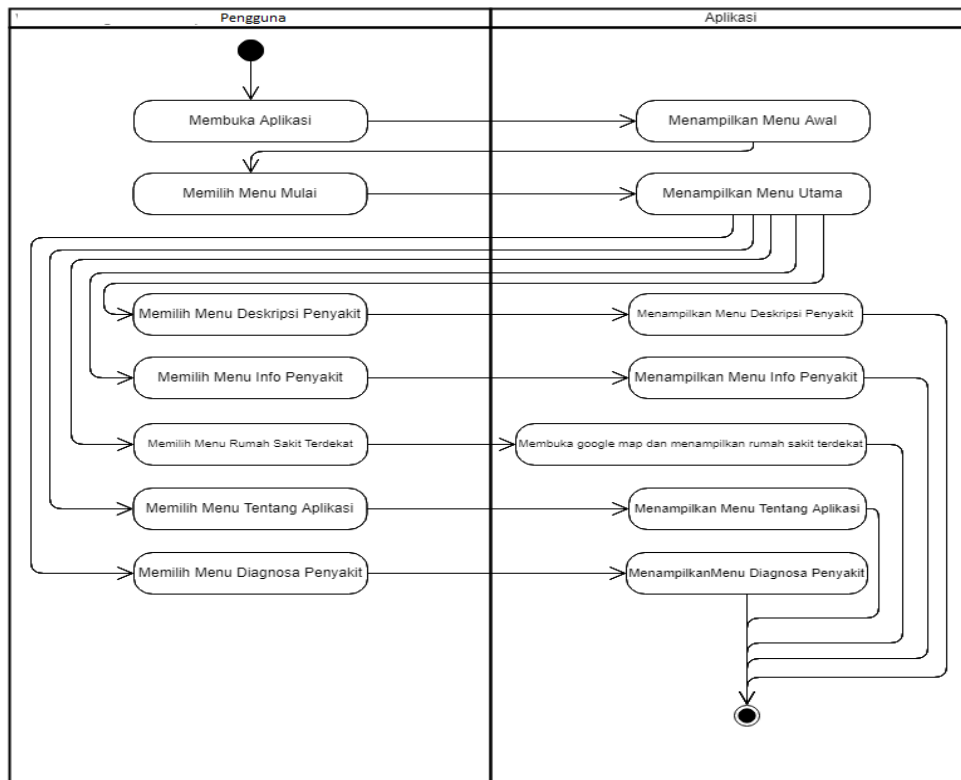 Pengguna
Aplikasi
Membuka Aplikasi
Menampilkan Menu Awal
Memilih Menu Mulai
Menampilkan Menu Utama
Memilih Menu Deskripsi Penyakit
Menampilkan Menu Deskripsi Penyakit
Memilih Menu Info Penyakit
Menampilkan Menu Info Penyakit
Memilih Menu Rumah Sakit Terdekat
Membuka google map dan menampilkan rumah sakit terdekat
Memilih Menu Tentang Aplikasi
Menampilkan Menu Tentang Aplikasi
Memilih Menu Diagnosa Penyakit
MenampilkanMenu Diagnosa Penyakit